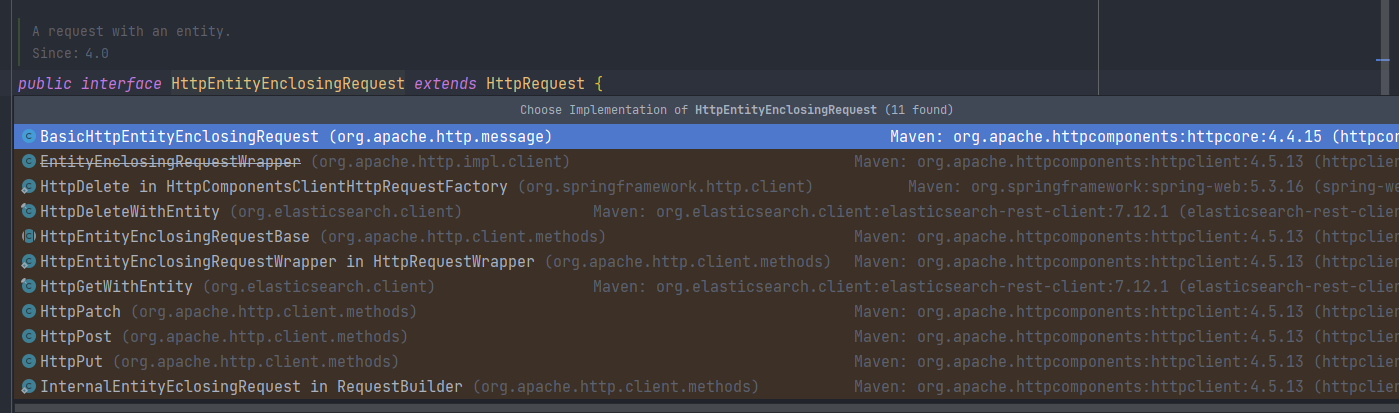 A request with an entity.
Since: 4.0
public interface HttpEntityEnclosingRequest extends HttpRequest {
Choose Implementation of HttpEntityEnclosingRequest (11 found)
BasicHttpEntityEnclosingRequest (org.apache.http.message) Maven: org.apache.httpcomponents:httpcore:4.4.15 (httpco
EntityEnclosingRequestWrapper (org.apache.http.impl.client) Maven: org.apache.httpcomponents:httpclient:4.5.13 (httpclie
HttpDelete in HttpComponentsClientHttpRequestFactory (org.springframework.http.client) Maven: org.springframework:spring-web:5.3.16 (spring-we
HttpDeleteWithEntity (org.elasticsearch.client) Maven: org.elasticsearch.client:elasticsearch-rest-client:7.12.1 (elasticsearch-rest-clien
HttpEntityEnclosingRequestBase (org.apache.http.client.methods) Maven: org.apache.httpcomponents:httpclient:4.5.13 (httpclie
HttpEntityEnclosingRequestWrapper in HttpRequestWrapper (org.apache.http.client.methods) Maven: org.apache.httpcomponents:httpclient:4.5.13 (httpclie
HttpGetWithEntity (org.elasticsearch.client) Maven: org.elasticsearch.client:elasticsearch-rest-client:7.12.1 (elasticsearch-rest-clien
HttpPatch (org.apache.http.client.methods) Maven: org.apache.httpcomponents:httpclient:4.5.13 (httpclie
HttpPost (org.apache.http.client.methods) Maven: org.apache.httpcomponents:httpclient:4.5.13 (httpclie
HttpPut (org.apache.http.client.methods) Maven: org.apache.httpcomponents:httpclient:4.5.13 (httpclie
InternalEntityEclosingRequest in RequestBuilder (org.apache.http.client.methods) Maven: org.apache.httpcomponents:httpclient:4.5.13 (httpclie